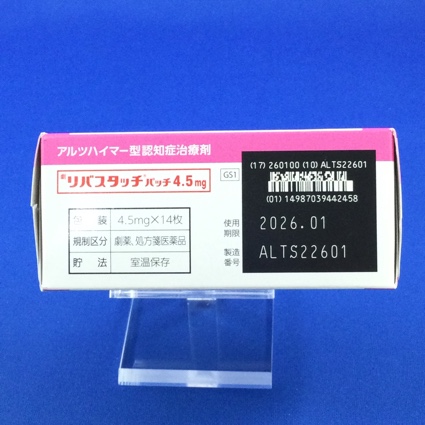 アルツハイマー型認知症治療剤
リバスタッチ®パッチ4.5mg
GS1
(17) 260100 (10) ALTS22601
(01) 14987039442458
包装 4.5mg×14枚
規制区分 劇薬、処方箋医薬品
貯法 室温保存
使用期限 2026.01
製造番号 ALTS22601